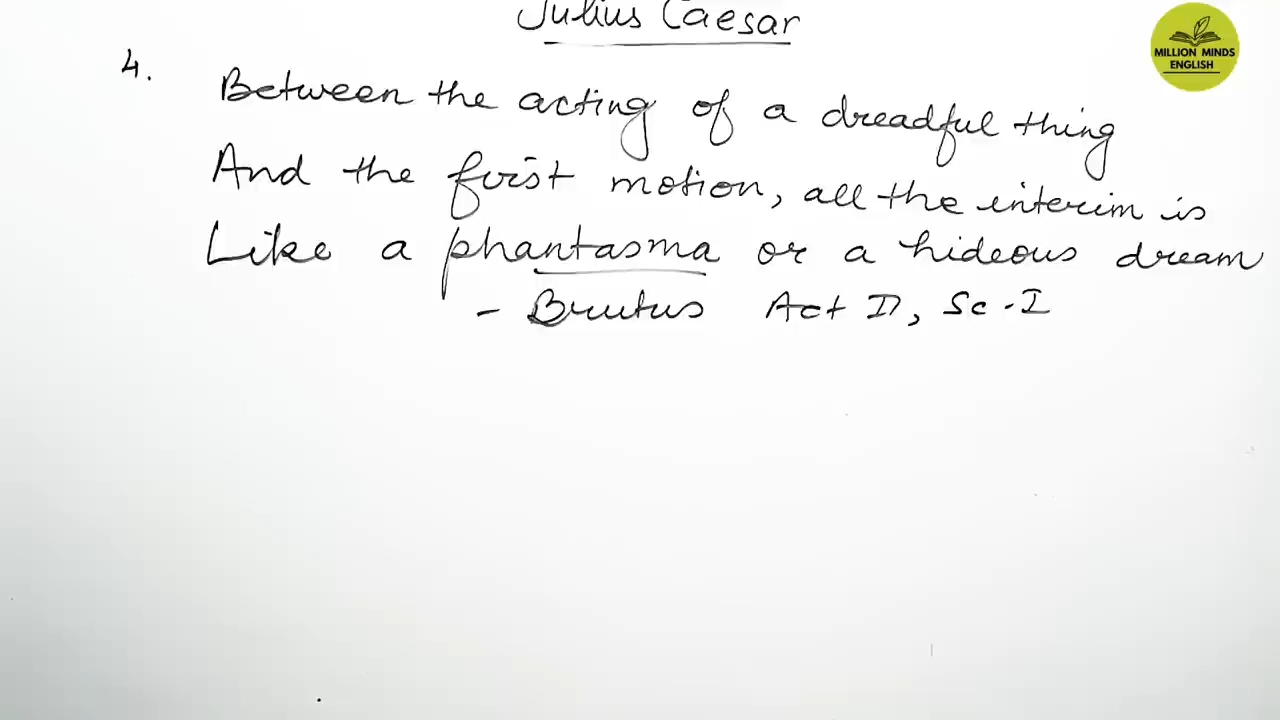 Julius Caesar
MILLION MINDS
ENGLISH
4.
Between the acting of a dreadful thing
And the first motion, all the interim is
Like a phantasma or a hideous dream
- Brutus Act II, Sc-I